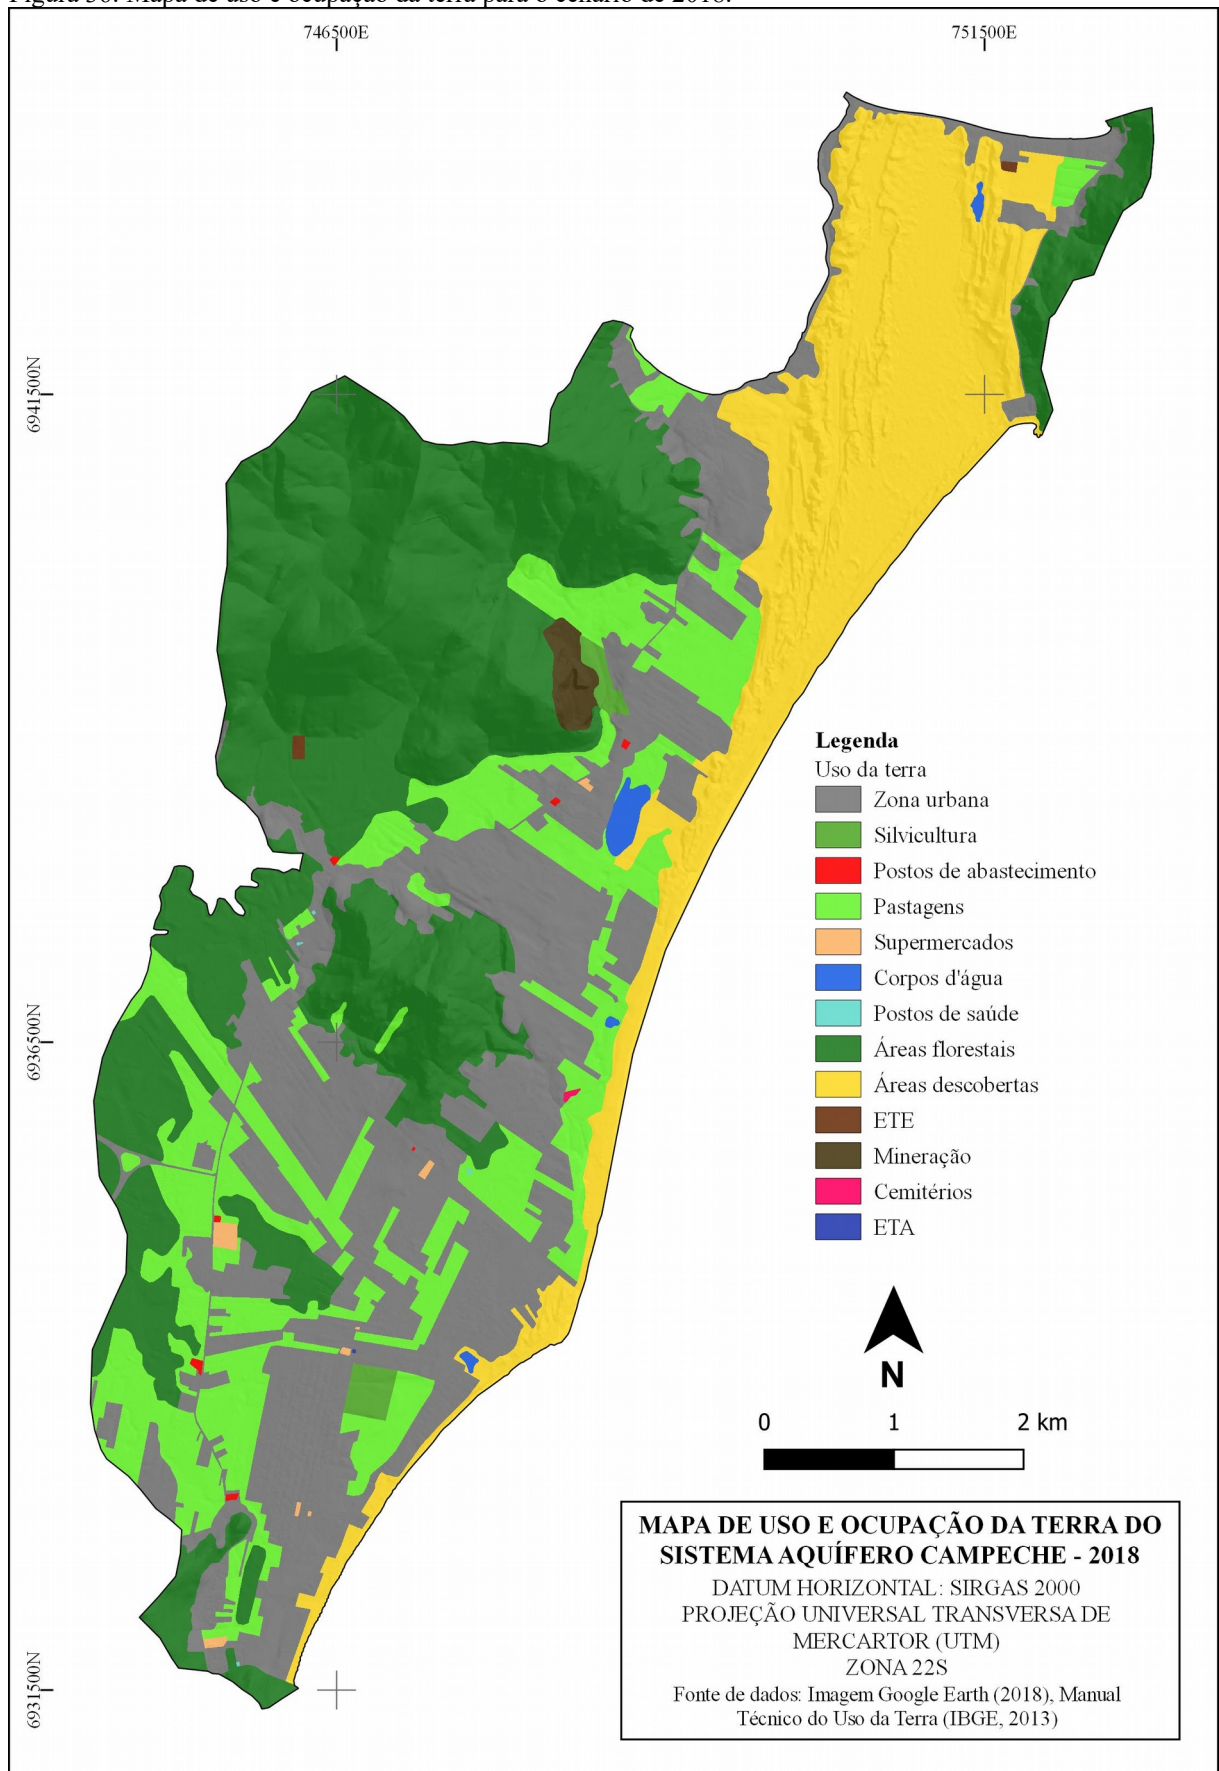 Figura 36: Mapa de uso e ocupação da terra para o cenário de 2018.
746500E
751500E
6941500N
6936500N
6931500N
Legenda
Uso da terra
Zona urbana
Silvicultura
Postos de abastecimento
Pastagens
Supermercados
Corpos d'água
Postos de saúde
Áreas florestais
Áreas descobertas
ETE
Mineração
Cemitérios
ETA
N
0 1 2 km
MAPA DE USO E OCUPAÇÃO DA TERRA DO
SISTEMA AQUÍFERO CAMPECHE - 2018
DATUM HORIZONTAL: SIRGAS 2000
PROJEÇÃO UNIVERSAL TRANSVERSA DE
MERCARTOR (UTM)
ZONA 22S
Fonte de dados: Imagem Google Earth (2018), Manual
Técnico do Uso da Terra (IBGE, 2013)